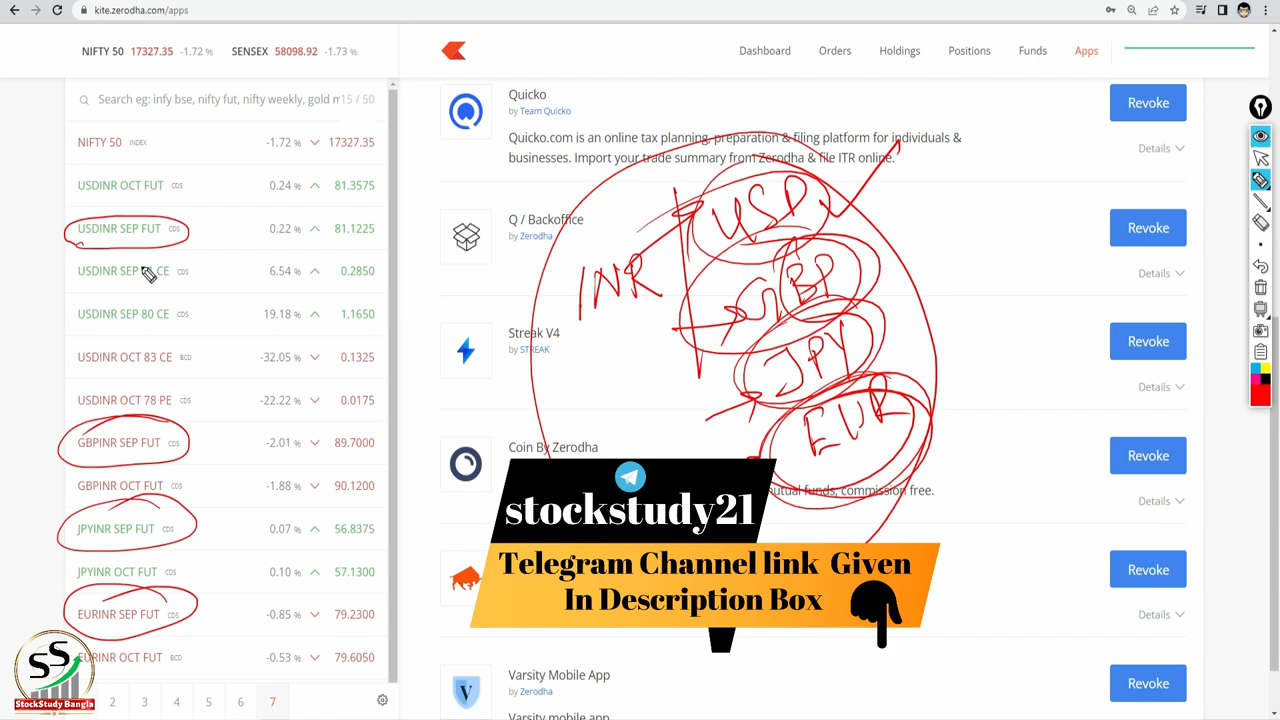 kite.zerodha.com/apps
NIFTY 50 17327.35 -1.72 % SENSEX 58098.92 -1.73 %
Dashboard Orders Holdings Positions Funds Apps
Search eg: infy bse, nifty fut, nifty weekly, gold m 15 / 50
NIFTY 50 INDEX -1.72 % 17327.35
USDINR OCT FUT CDS 0.24 % 81.3575
USDINR SEP FUT CDS 0.22 % 81.1225
USDINR SEP CE CDS 6.54 % 0.2850
USDINR SEP 80 CE CDS 19.18 % 1.1650
USDINR OCT 83 CE BCD -32.05 % 0.1325
USDINR OCT 78 PE CDS -22.22 % 0.0175
GBPINR SEP FUT CDS -2.01 % 89.7000
GBPINR OCT FUT CDS -1.88 % 90.1200
JPYINR SEP FUT CDS 0.07 % 56.8375
JPYINR OCT FUT CDS 0.10 % 57.1300
EURINR SEP FUT CDS -0.85 % 79.2300
EURINR OCT FUT BCD -0.53 % 79.6050
2 3 4 5 6 7
SS
StockStudy Bangla
Quicko
by Team Quicko
Revoke
Quicko.com is an online tax planning, preparation & filing platform for individuals &
businesses. Import your trade summary from Zerodha & file ITR online.
Details
Q / Backoffice
by Zerodha
Revoke
Details
Streak V4
by STREAK
Revoke
Details
Coin By Zerodha
Revoke
mutual funds, commission free.
Details
Revoke
Details
Varsity Mobile App
by Zerodha
Revoke
Varsity mobile app
V
INR
USD
GBP
JPY
EUR
stockstudy21
Telegram Channel link Given
In Description Box